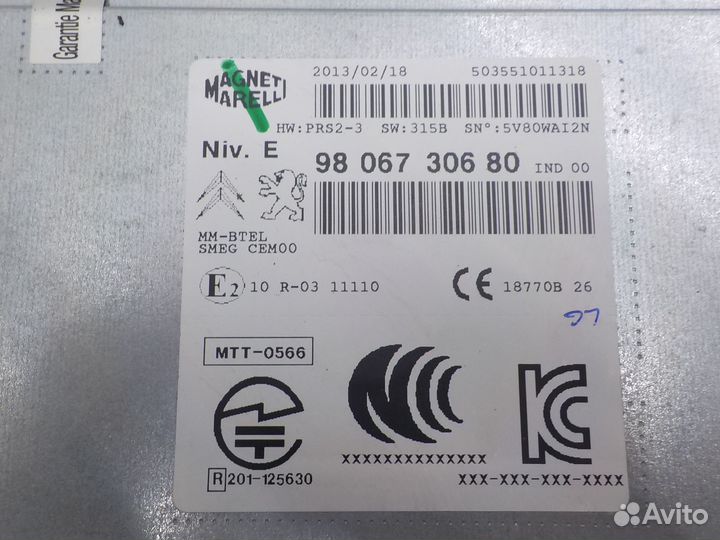 Garantie Ma
MAGNETI
MARELLI
2013/02/18 503551011318
HW:PRS2-3 SW:315B SN°:5V80WAI2N
Niv. E 98 067 306 80 IND 00
MM-BTEL
SMEG CEM00
E2 10 R-03 11110 CE 18770B 26
MTT-0566
R 201-125630
xxxxxxxxxxxxxxx
xxx-xxx-xxx-xxxx
Avito